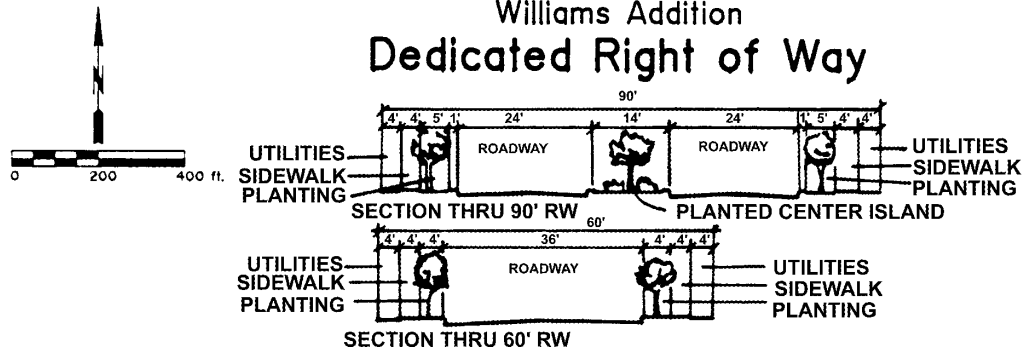 Williams Addition
Dedicated Right of Way
N
0 200 400 ft.
90'
4' 4' 5' 1' 24' 14' 24' 1' 5' 4' 4'
ROADWAY ROADWAY
UTILITIES UTILITIES
SIDEWALK SIDEWALK
PLANTING PLANTING
SECTION THRU 90' RW PLANTED CENTER ISLAND
60'
4' 4' 4' 36' 4' 4' 4'
ROADWAY
UTILITIES UTILITIES
SIDEWALK SIDEWALK
PLANTING PLANTING
SECTION THRU 60' RW